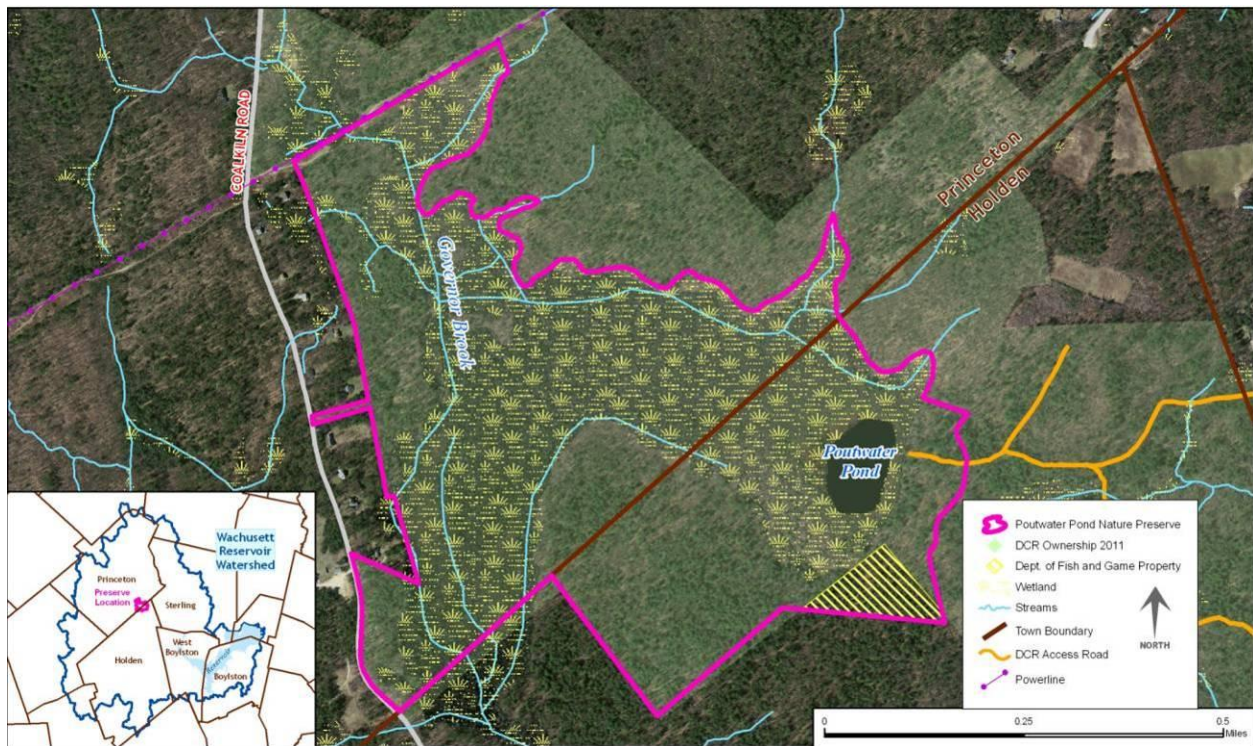 COALKILN ROAD
Princeton
Holden
Governor Brook
Poutwater
Pond
Wachusett
Reservoir
Watershed
Princeton
Preserve
Location
Sterling
West
Boylston
Holden
Reservoir
Boylston
Poutwater Pond Nature Preserve
DCR Ownership 2011
Dept. of Fish and Game Property
Wetland
Streams
Town Boundary
DCR Access Road
Powerline
NORTH
0
0.25
0.5
Miles